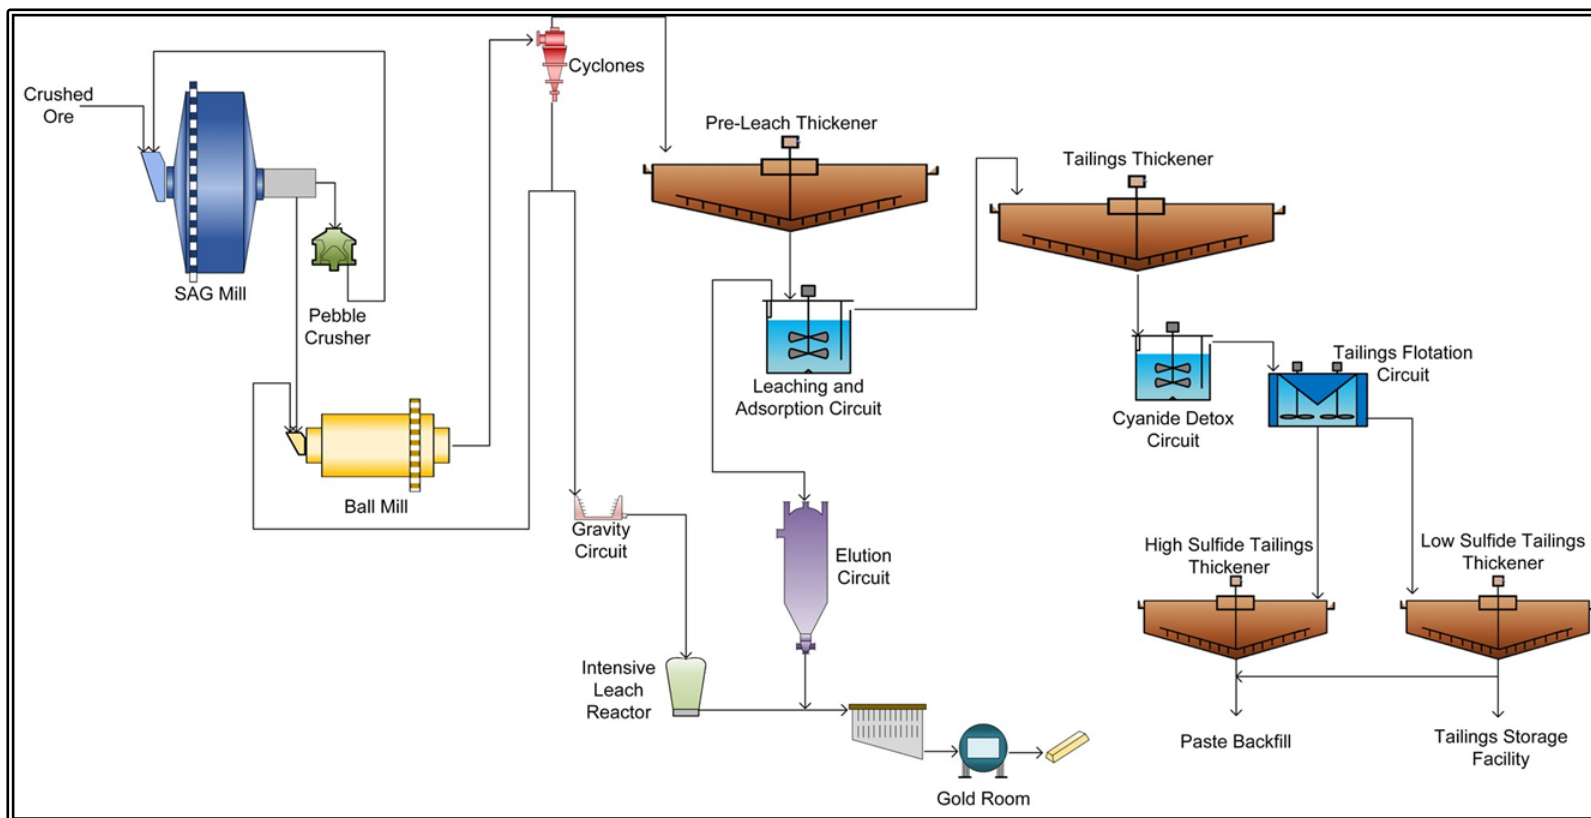 Cyclones
Crushed
Ore
Pre-Leach Thickener
Tailings Thickener
SAG Mill
Pebble
Crusher
Leaching and
Adsorption Circuit
Tailings Flotation
Circuit
Cyanide Detox
Circuit
Ball Mill
Gravity
Circuit
Elution
Circuit
High Sulfide Tailings
Thickener
Low Sulfide Tailings
Thickener
Intensive
Leach
Reactor
Paste Backfill
Tailings Storage
Facility
Gold Room